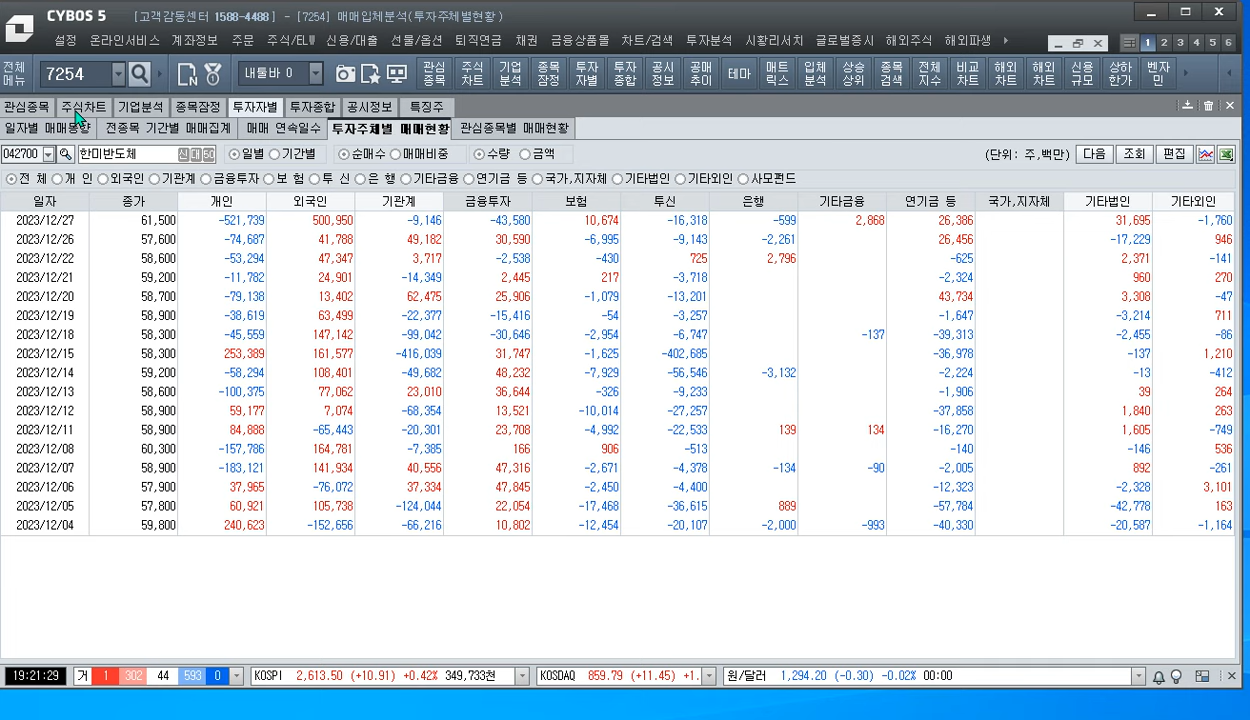 CYBOS 5 [고객감동센터 1588-4488] - [7254] 매매입체분석(투자주체별현황)
설정 온라인서비스 계좌정보 주문 주식/ELW 신용/대출 선물/옵션 퇴직연금 채권 금융상품몰 차트/검색 투자분석 시황리서치 글로벌증시 해외주식 해외파생 1 2 3 4 5 6
전체메뉴 7254 내툴바 0 관심종목 주식차트 기업분석 종목잠정 투자자별 투자종합 공시정보 공매추이 테마 매트릭스 입체분석 상승상위 종목검색 전체지수 비교차트 해외차트 해외차트 신용규모 상하한가 벤자민
관심종목 주식차트 기업분석 종목잠정 투자자별 투자종합 공시정보 특징주
일자별 매매동향 전종목 기간별 매매집계 매매 연속일수 투자주체별 매매현황 관심종목별 매매현황
042700 한미반도체 신 대 50 일별 기간별 순매수 매매비중 수량 금액 (단위: 주,백만) 다음 조회 편집
전 체 개 인 외국인 기관계 금융투자 보 험 투 신 은 행 기타금융 연기금 등 국가,지자체 기타법인 기타외인 사모펀드
일자 종가 개인 외국인 기관계 금융투자 보험 투신 은행 기타금융 연기금 등 국가,지자체 기타법인 기타외인
2023/12/27 61,500 -521,739 500,950 -9,146 -43,580 10,674 -16,318 -599 2,868 26,386 31,695 -1,760
2023/12/26 57,600 -74,687 41,788 49,182 30,590 -6,995 -9,143 -2,261 26,456 -17,229 946
2023/12/22 58,600 -53,294 47,347 3,717 -2,538 -430 725 2,796 -625 2,371 -141
2023/12/21 59,200 -11,782 24,901 -14,349 2,445 217 -3,718 -2,324 960 270
2023/12/20 58,700 -79,138 13,402 62,475 25,906 -1,079 -13,201 43,734 3,308 -47
2023/12/19 58,900 -38,619 63,499 -22,377 -15,416 -54 -3,257 -1,647 -3,214 711
2023/12/18 58,300 -45,559 147,142 -99,042 -30,646 -2,954 -6,747 -137 -39,313 -2,455 -86
2023/12/15 58,300 253,389 161,577 -416,039 31,747 -1,625 -402,685 -36,978 -137 1,210
2023/12/14 59,200 -58,294 108,401 -49,682 48,232 -7,929 -56,546 -3,132 -2,224 -13 -412
2023/12/13 58,600 -100,375 77,062 23,010 36,644 -326 -9,233 -1,906 39 264
2023/12/12 58,900 59,177 7,074 -68,354 13,521 -10,014 -27,257 -37,858 1,840 263
2023/12/11 58,900 84,888 -65,443 -20,301 23,708 -4,992 -22,533 139 134 -16,270 1,605 -749
2023/12/08 60,300 -157,786 164,781 -7,385 166 906 -513 -140 -146 536
2023/12/07 58,900 -183,121 141,934 40,556 47,316 -2,671 -4,378 -134 -90 -2,005 892 -261
2023/12/06 57,900 37,965 -76,072 37,334 47,845 -2,450 -4,400 -12,323 -2,328 3,101
2023/12/05 57,800 60,921 105,738 -124,044 22,054 -17,468 -36,615 889 -57,784 -42,778 163
2023/12/04 59,800 240,623 -152,656 -66,216 10,802 -12,454 -20,107 -2,000 -993 -40,330 -20,587 -1,164
19:21:29 거 1 302 44 593 0 KOSPI 2,613.50 (+10.91) +0.42% 349,733천 KOSDAQ 859.79 (+11.45) +1. 원/달러 1,294.20 (-0.30) -0.02% 00:00